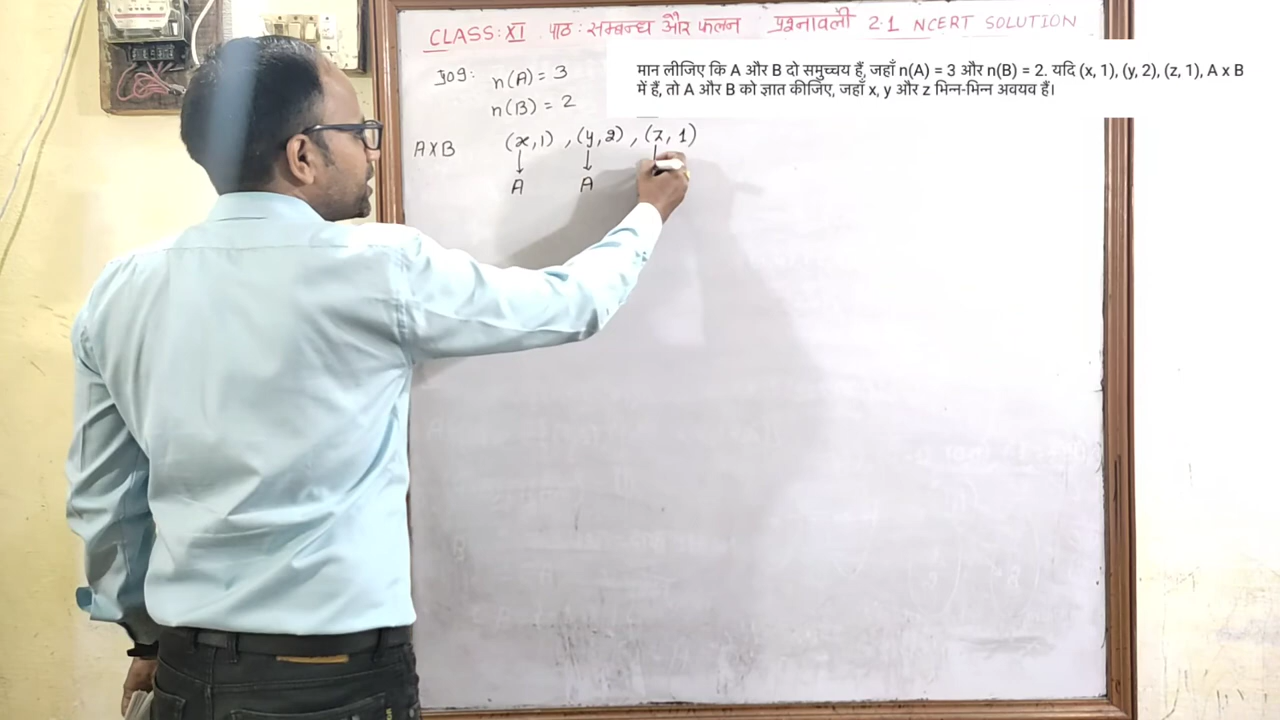 CLASS: XI पाठ : सम्बन्ध और फलन प्रश्नावली 2.1 NCERT SOLUTION
प्र०9: n(A) = 3
n(B) = 2
मान लीजिए कि A और B दो समुच्चय हैं, जहाँ n(A) = 3 और n(B) = 2. यदि (x, 1), (y, 2), (z, 1), A x B
में हैं, तो A और B को ज्ञात कीजिए, जहाँ x, y और z भिन्न-भिन्न अवयव हैं।
A X B (x,1) , (y,2) , (z, 1)
A A